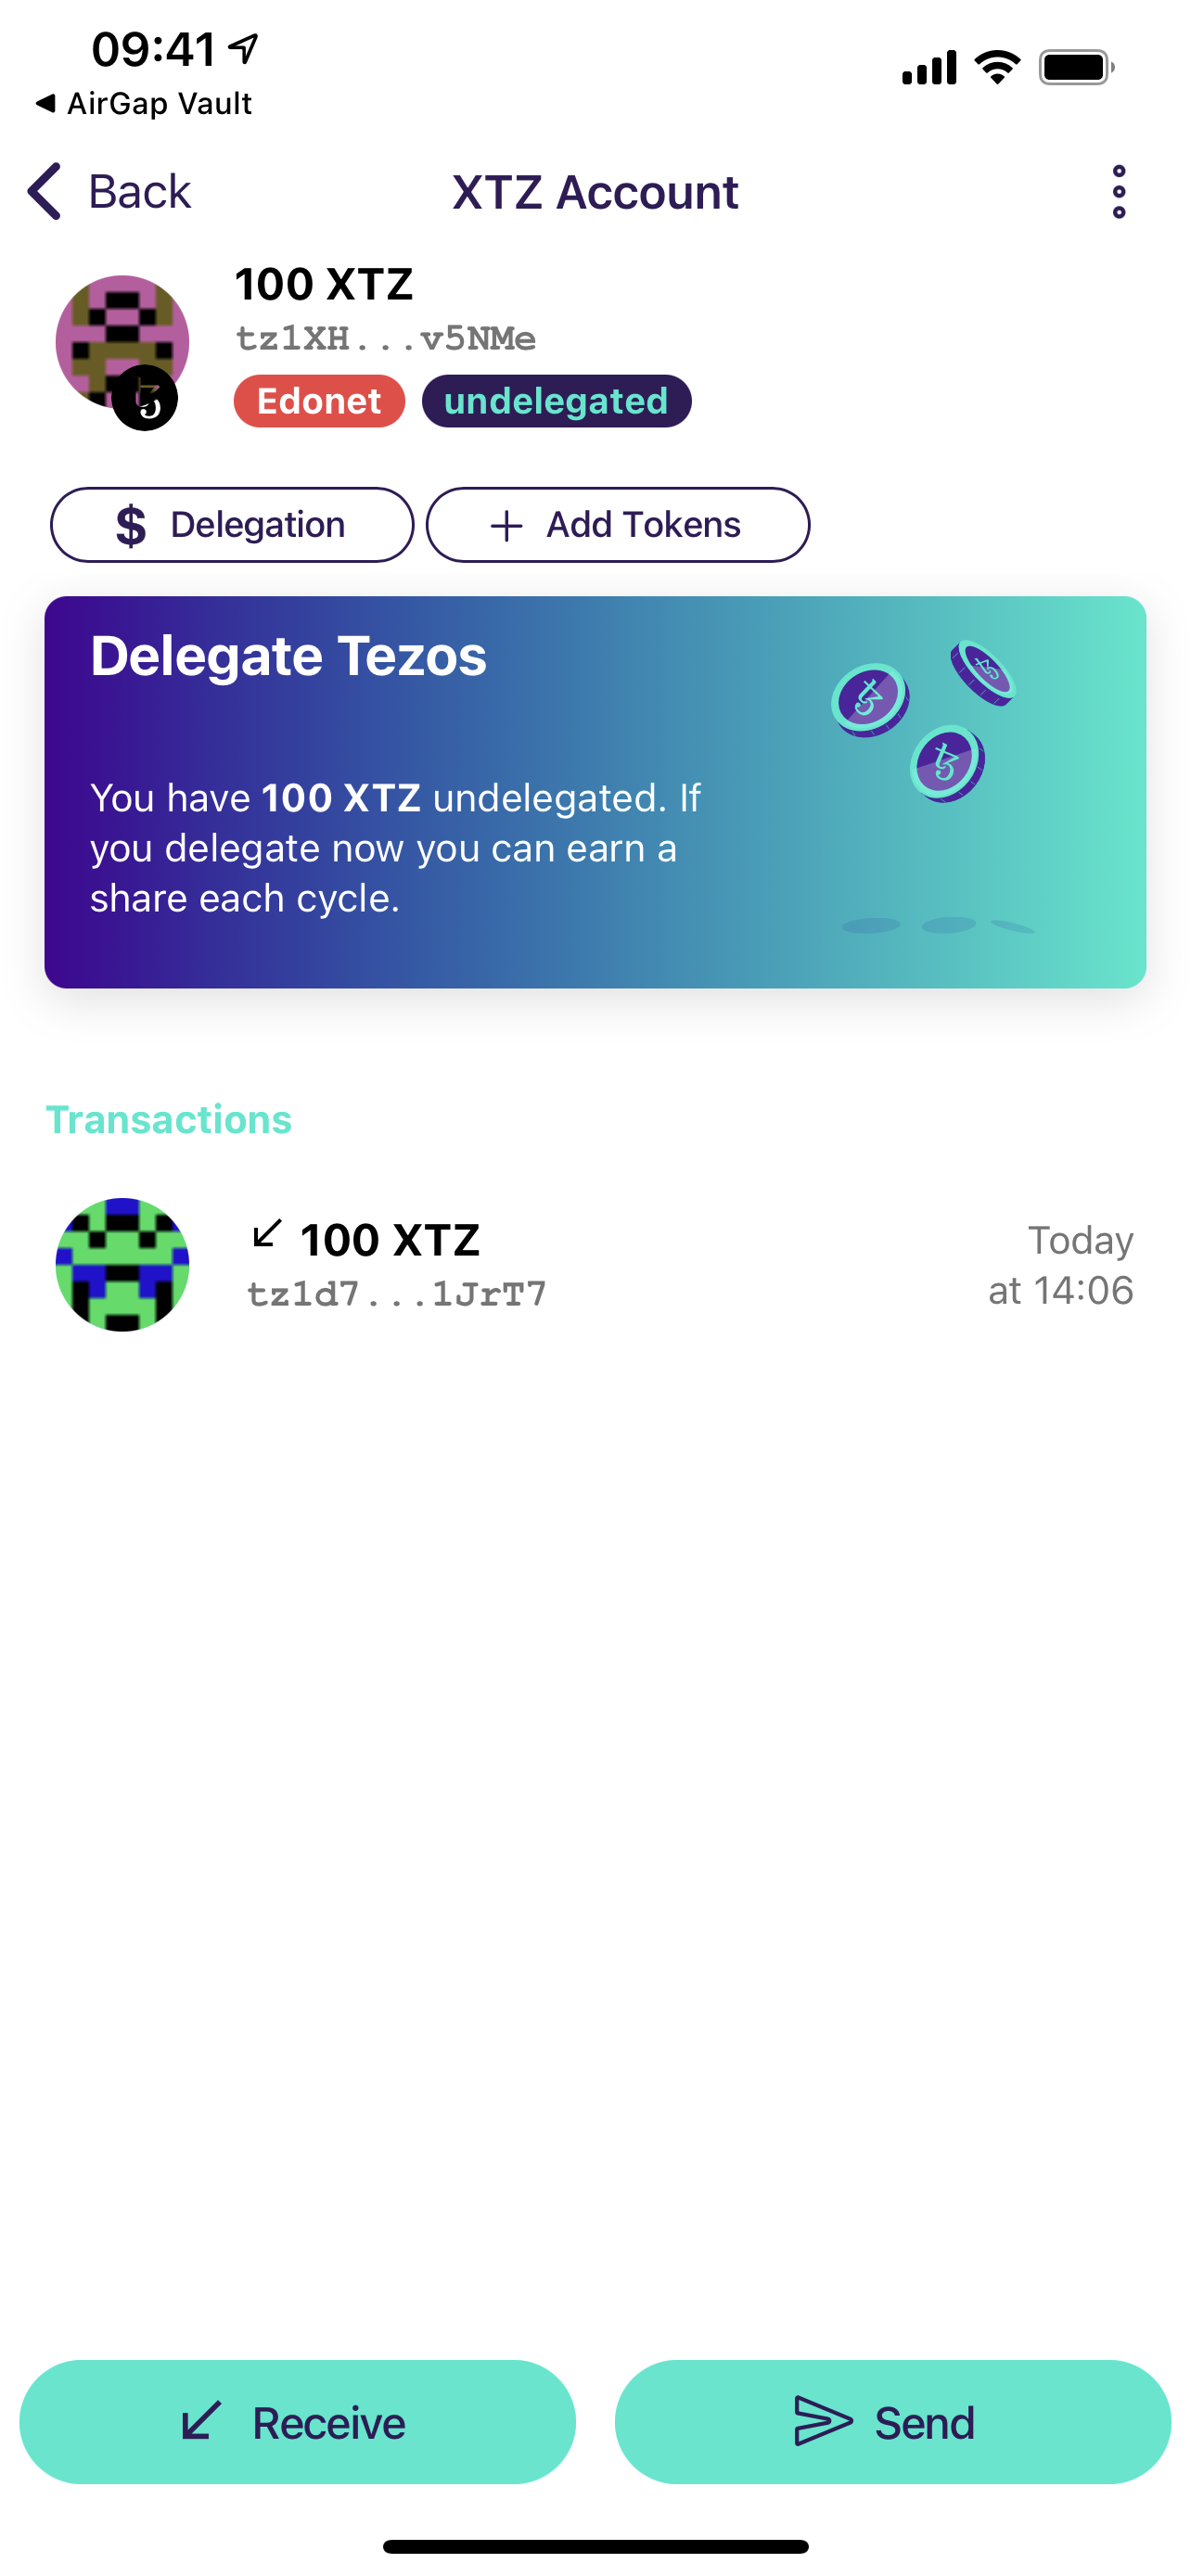 09:41
AirGap Vault
Back
XTZ Account
100 XTZ
tz1XH...v5NMe
Edonet
undelegated
$ Delegation
+ Add Tokens
Delegate Tezos
You have 100 XTZ undelegated. If
you delegate now you can earn a
share each cycle.
Transactions
100 XTZ
Today
tz1d7...1JrT7
at 14:06
Receive
Send